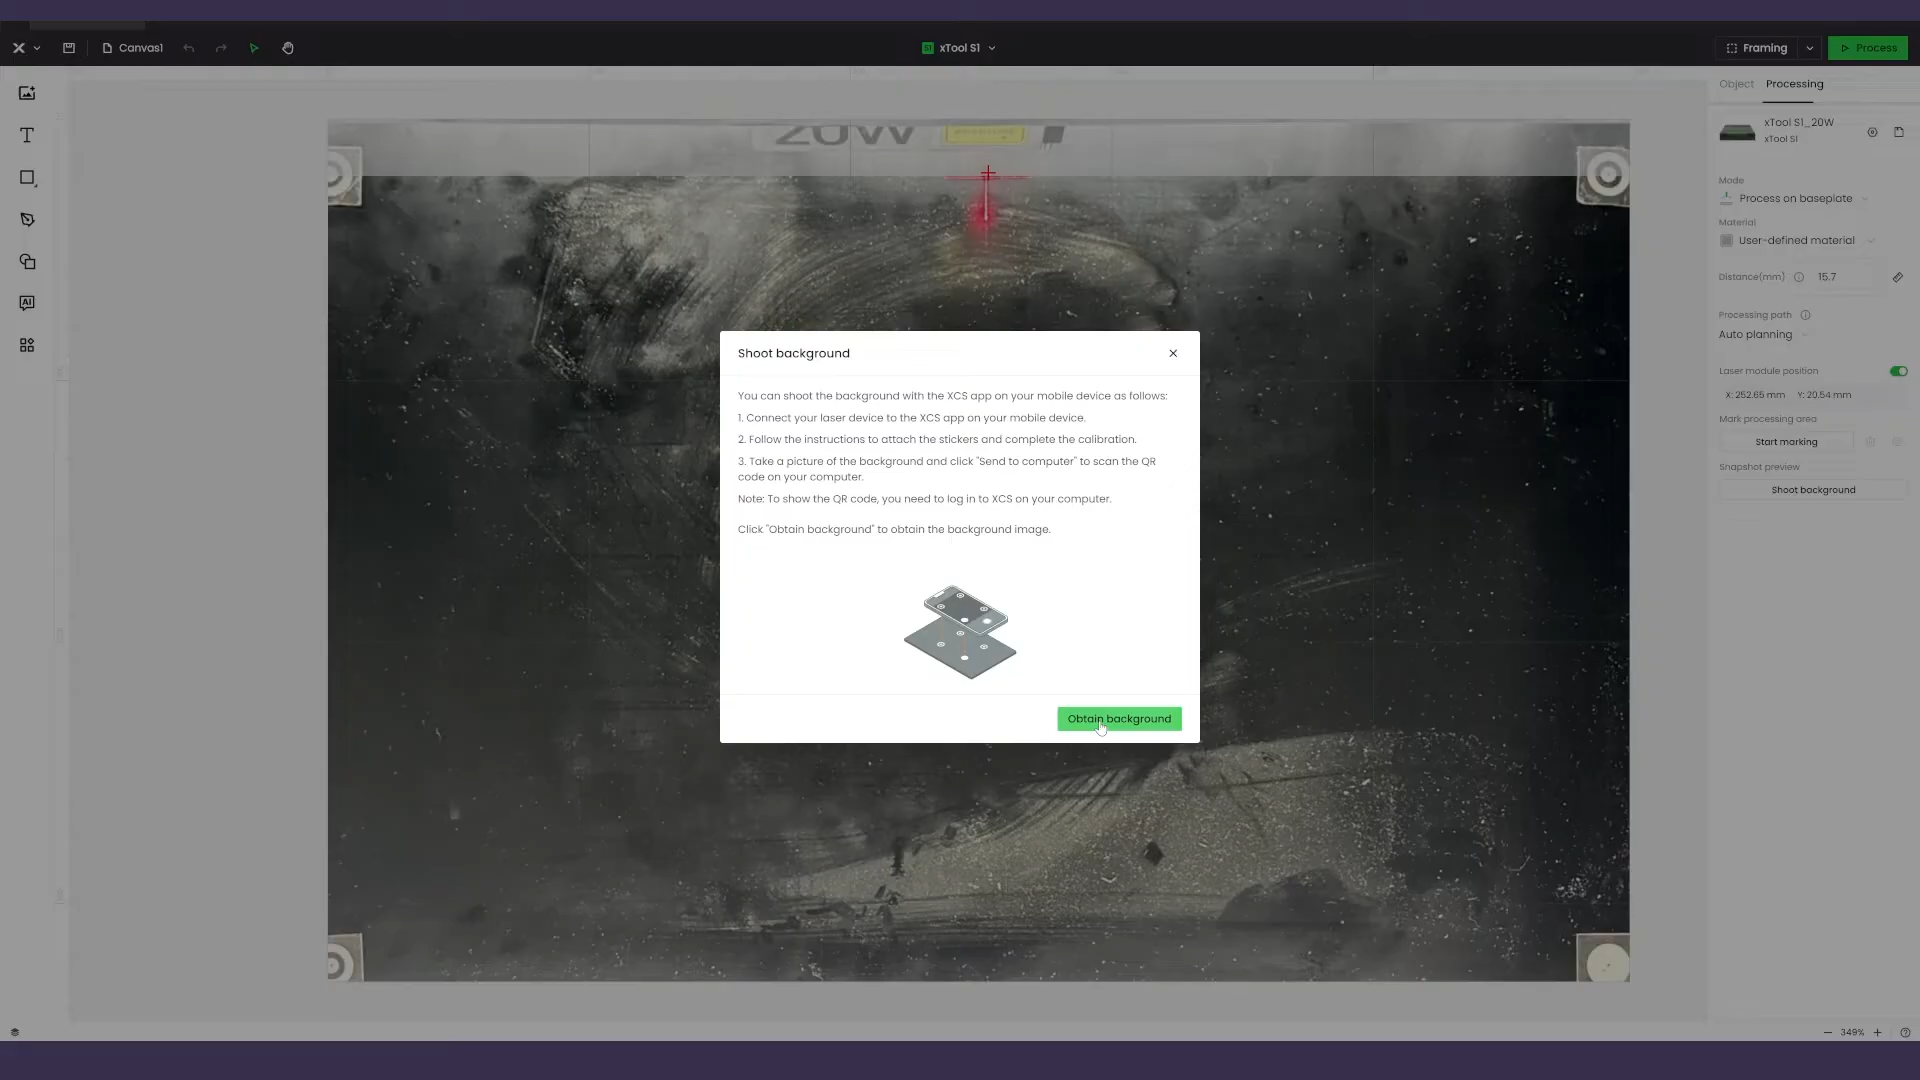 Canvas1
xTool S1
Framing
Process
Object Processing
xTool S1_20W
xTool S1
Mode
Process on baseplate
Material
User-defined material
Distance(mm) 15.7
Processing path
Auto planning
Laser module position
X: 252.65 mm Y: 20.54 mm
Mark processing area
Start marking
Snapshot preview
Shoot background
20W
Shoot background
You can shoot the background with the XCS app on your mobile device as follows:
1. Connect your laser device to the XCS app on your mobile device.
2. Follow the instructions to attach the stickers and complete the calibration.
3. Take a picture of the background and click "Send to computer" to scan the QR
code on your computer.
Note: To show the QR code, you need to log in to XCS on your computer.
Click "Obtain background" to obtain the background image.
Obtain background
AI
349%